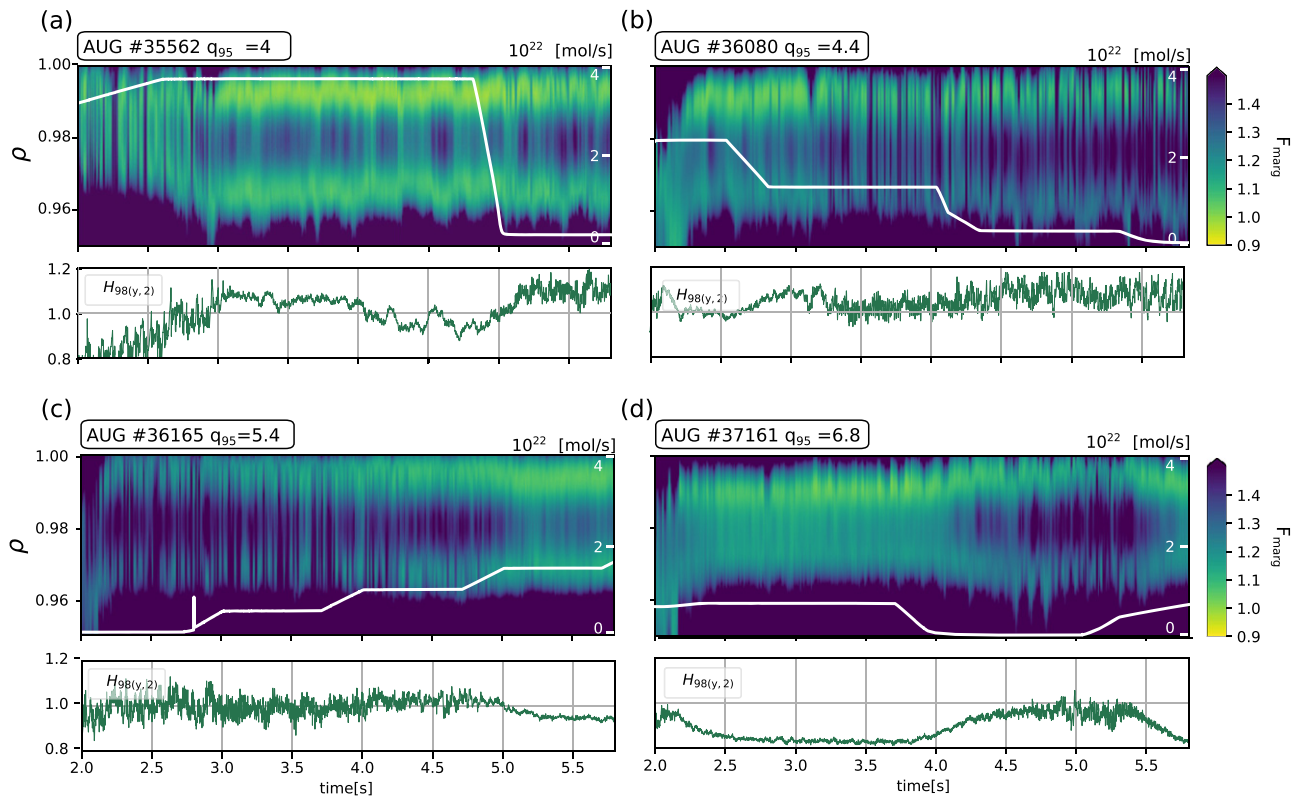 (a)
AUG #35562 q95 =4
10^22 [mol/s]
1.00
0.98
0.96
ρ
4
2
0
1.2
1.0
0.8
H98(y,2)
(b)
AUG #36080 q95 =4.4
10^22 [mol/s]
4
2
0
1.4
1.3
1.2
1.1
1.0
0.9
Fmarg
H98(y,2)
(c)
AUG #36165 q95=5.4
10^22 [mol/s]
1.00
0.98
0.96
ρ
4
2
0
1.2
1.0
0.8
H98(y,2)
2.0 2.5 3.0 3.5 4.0 4.5 5.0 5.5
time[s]
(d)
AUG #37161 q95 =6.8
10^22 [mol/s]
4
2
0
1.4
1.3
1.2
1.1
1.0
0.9
Fmarg
H98(y,2)
2.0 2.5 3.0 3.5 4.0 4.5 5.0 5.5
time[s]